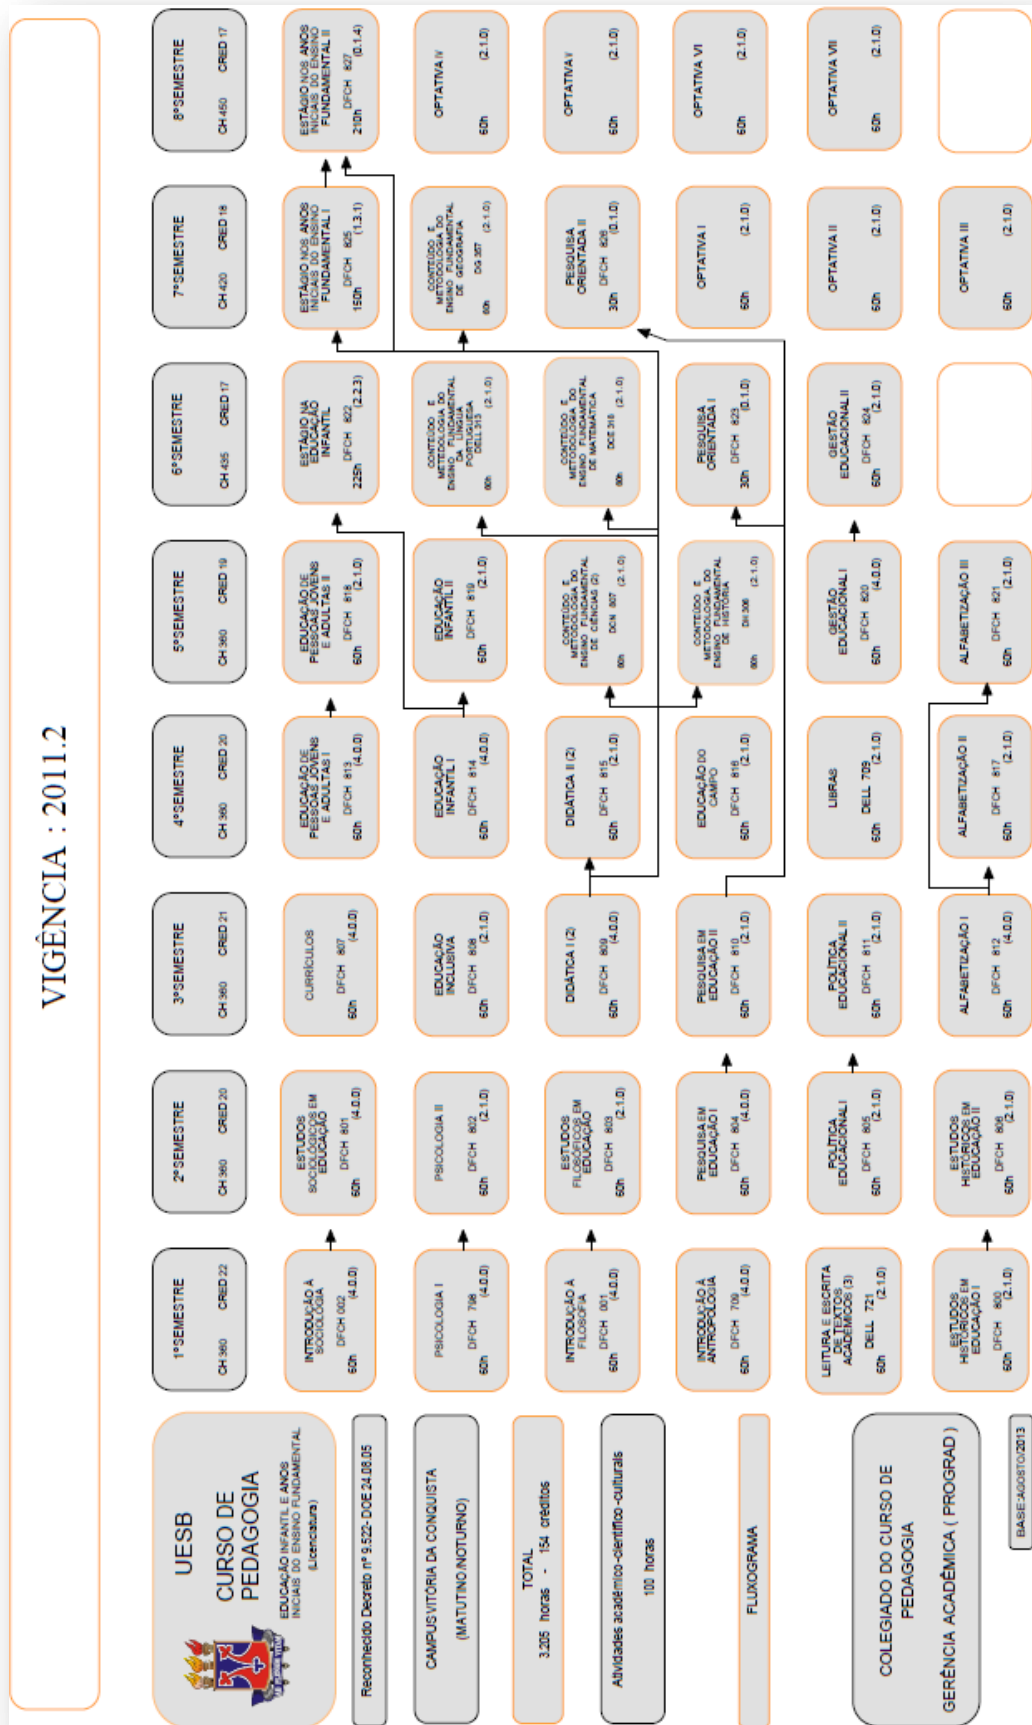 VIGÊNCIA : 2011.2
UESB
CURSO DE
PEDAGOGIA
EDUCAÇÃO INFANTIL E ANOS
INICIAIS DO ENSINO FUNDAMENTAL
(Licenciatura)
Reconhecido Decreto nº 9.522- DOE 24.08.05
CAMPUS VITÓRIA DA CONQUISTA
(MATUTINO/NOTURNO)
TOTAL
3.205 horas - 154 créditos
Atividades acadêmico-científico-culturais
100 horas
FLUXOGRAMA
COLEGIADO DO CURSO DE
PEDAGOGIA
GERÊNCIA ACADÊMICA ( PROGRAD )
BASE:AGOSTO/2013
1º SEMESTRE
CH 360 CRED 22
INTRODUÇÃO À
SOCIOLOGIA
DFCH 002
60h (4.0.0)
PSICOLOGIA I
DFCH 798
60h (4.0.0)
INTRODUÇÃO À
FILOSOFIA
DFCH 001
60h (4.0.0)
INTRODUÇÃO À
ANTROPOLOGIA
DFCH 709
60h (4.0.0)
LEITURA E ESCRITA
DE TEXTOS
ACADÊMICOS (3)
DELL 721
60h (2.1.0)
ESTUDOS
HISTÓRICOS EM
EDUCAÇÃO I
DFCH 800
60h (2.1.0)
2º SEMESTRE
CH 360 CRED 20
ESTUDOS
SOCIOLÓGICOS EM
EDUCAÇÃO
DFCH 801
60h (4.0.0)
PSICOLOGIA II
DFCH 802
60h (2.1.0)
ESTUDOS
FILOSÓFICOS EM
EDUCAÇÃO
DFCH 803
60h (2.1.0)
PESQUISA EM
EDUCAÇÃO I
DFCH 804
60h (4.0.0)
POLÍTICA
EDUCACIONAL I
DFCH 805
60h (2.1.0)
ESTUDOS
HISTÓRICOS EM
EDUCAÇÃO II
DFCH 806
60h (2.1.0)
3º SEMESTRE
CH 360 CRED 21
CURRÍCULOS
DFCH 807
60h (4.0.0)
EDUCAÇÃO
INCLUSIVA
DFCH 808
60h (2.1.0)
DIDÁTICA I (2)
DFCH 809
60h (4.0.0)
PESQUISA EM
EDUCAÇÃO II
DFCH 810
60h (2.1.0)
POLÍTICA
EDUCACIONAL II
DFCH 811
60h (2.1.0)
ALFABETIZAÇÃO I
DFCH 812
60h (4.0.0)
4º SEMESTRE
CH 360 CRED 20
EDUCAÇÃO DE
PESSOAS JOVENS
E ADULTAS I
DFCH 813
60h (4.0.0)
EDUCAÇÃO
INFANTIL I
DFCH 814
60h (4.0.0)
DIDÁTICA II (2)
DFCH 815
60h (2.1.0)
EDUCAÇÃO DO
CAMPO
DFCH 816
60h (2.1.0)
LIBRAS
DELL 709
60h (2.1.0)
ALFABETIZAÇÃO II
DFCH 817
60h (2.1.0)
5º SEMESTRE
CH 360 CRED 19
EDUCAÇÃO DE
PESSOAS JOVENS
E ADULTAS II
DFCH 818
60h (2.1.0)
EDUCAÇÃO
INFANTIL II
DFCH 819
60h (2.1.0)
CONTEÚDO E
METODOLOGIA DO
ENSINO FUNDAMENTAL
DE CIÊNCIAS (2)
DCN 807
60h (2.1.0)
CONTEÚDO E
METODOLOGIA DO
ENSINO FUNDAMENTAL
DE HISTÓRIA
DH 306
60h (2.1.0)
GESTÃO
EDUCACIONAL I
DFCH 820
60h (4.0.0)
ALFABETIZAÇÃO III
DFCH 821
60h (2.1.0)
6º SEMESTRE
CH 435 CRED 17
ESTÁGIO NA
EDUCAÇÃO
INFANTIL
DFCH 822
225h (2.2.3)
CONTEÚDO E
METEDOLOGIA DO
ENSINO FUNDAMENTAL
DA LÍNGUA
PORTUGUESA
DELL 313
60h (2.1.0)
CONTEÚDO E
METODOLOGIA DO
ENSINO FUNDAMENTAL
DE MATEMÁTICA
DCE 318
60h (2.1.0)
PESQUISA
ORIENTADA I
DFCH 823
30h (0.1.0)
GESTÃO
EDUCACIONAL II
DFCH 824
60h (2.1.0)
7º SEMESTRE
CH 420 CRED 18
ESTÁGIO NOS ANOS
INICIAIS DO ENSINO
FUNDAMENTAL I
DFCH 825
150h (1.3.1)
CONTEÚDO E
METODOLOGIA DO
ENSINO FUNDAMENTAL
DE GEOGRAFIA
DG 357
60h (2.1.0)
PESQUISA
ORIENTADA II
DFCH 826
30h (0.1.0)
OPTATIVA I
60h (2.1.0)
OPTATIVA II
60h (2.1.0)
OPTATIVA III
60h (2.1.0)
8º SEMESTRE
CH 450 CRED 17
ESTÁGIO NOS ANOS
INICIAIS DO ENSINO
FUNDAMENTAL II
DFCH 827
210h (0.1.4)
OPTATIVA IV
60h (2.1.0)
OPTATIVA V
60h (2.1.0)
OPTATIVA VI
60h (2.1.0)
OPTATIVA VII
60h (2.1.0)